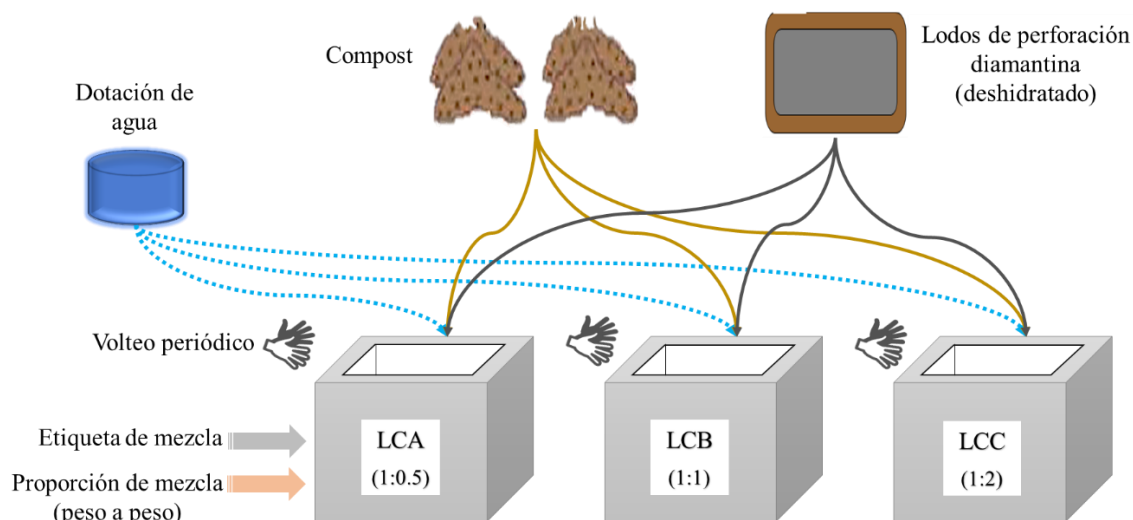 Compost
Lodos de perforación
diamantina
(deshidratado)
Dotación de
agua
Volteo periódico
Etiqueta de mezcla
LCA
LCB
LCC
Proporción de mezcla
(peso a peso)
(1:0.5)
(1:1)
(1:2)